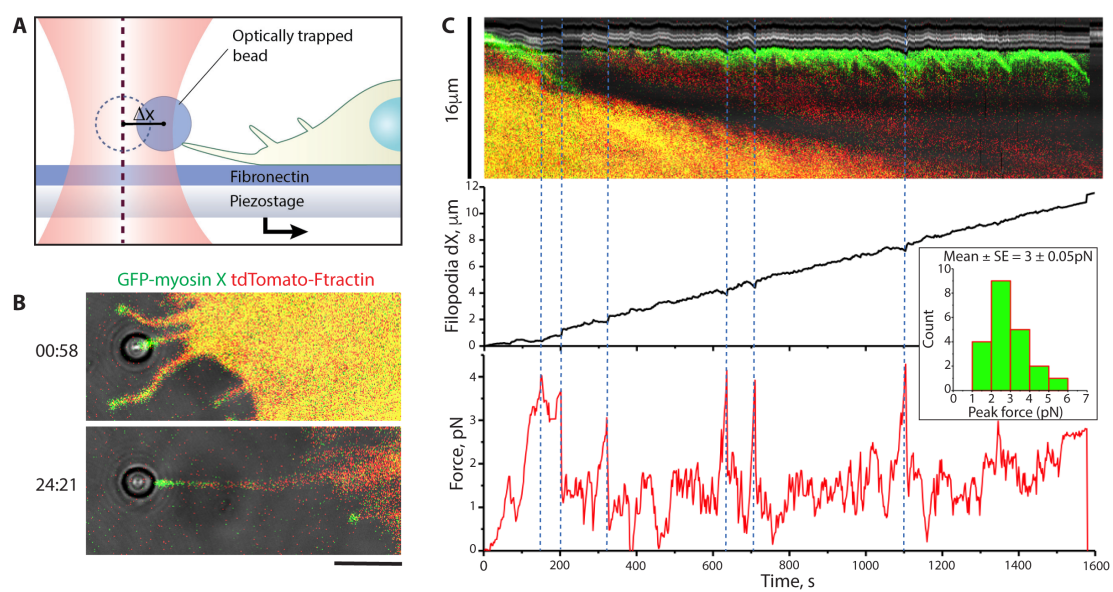 A
Optically trapped
bead
Δx
Fibronectin
Piezostage
B
GFP-myosin X tdTomato-Ftractin
00:58
24:21
C
16μm
Filopodia dX, μm
12
10
8
6
4
2
0
Mean ± SE = 3 ± 0.05pN
Count
10
8
6
4
2
0
0 1 2 3 4 5 6 7
Peak force (pN)
Force, pN
4
3
2
1
0
0 200 400 600 800 1000 1200 1400 1600
Time, s